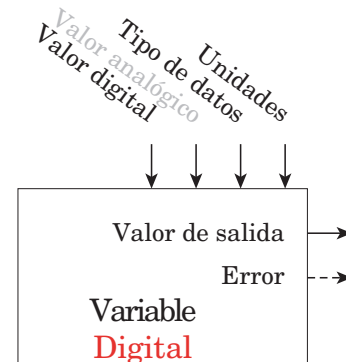 Valor digital
Valor analógico
Tipo de datos
Unidades
Valor de salida
Error
Variable
Digital